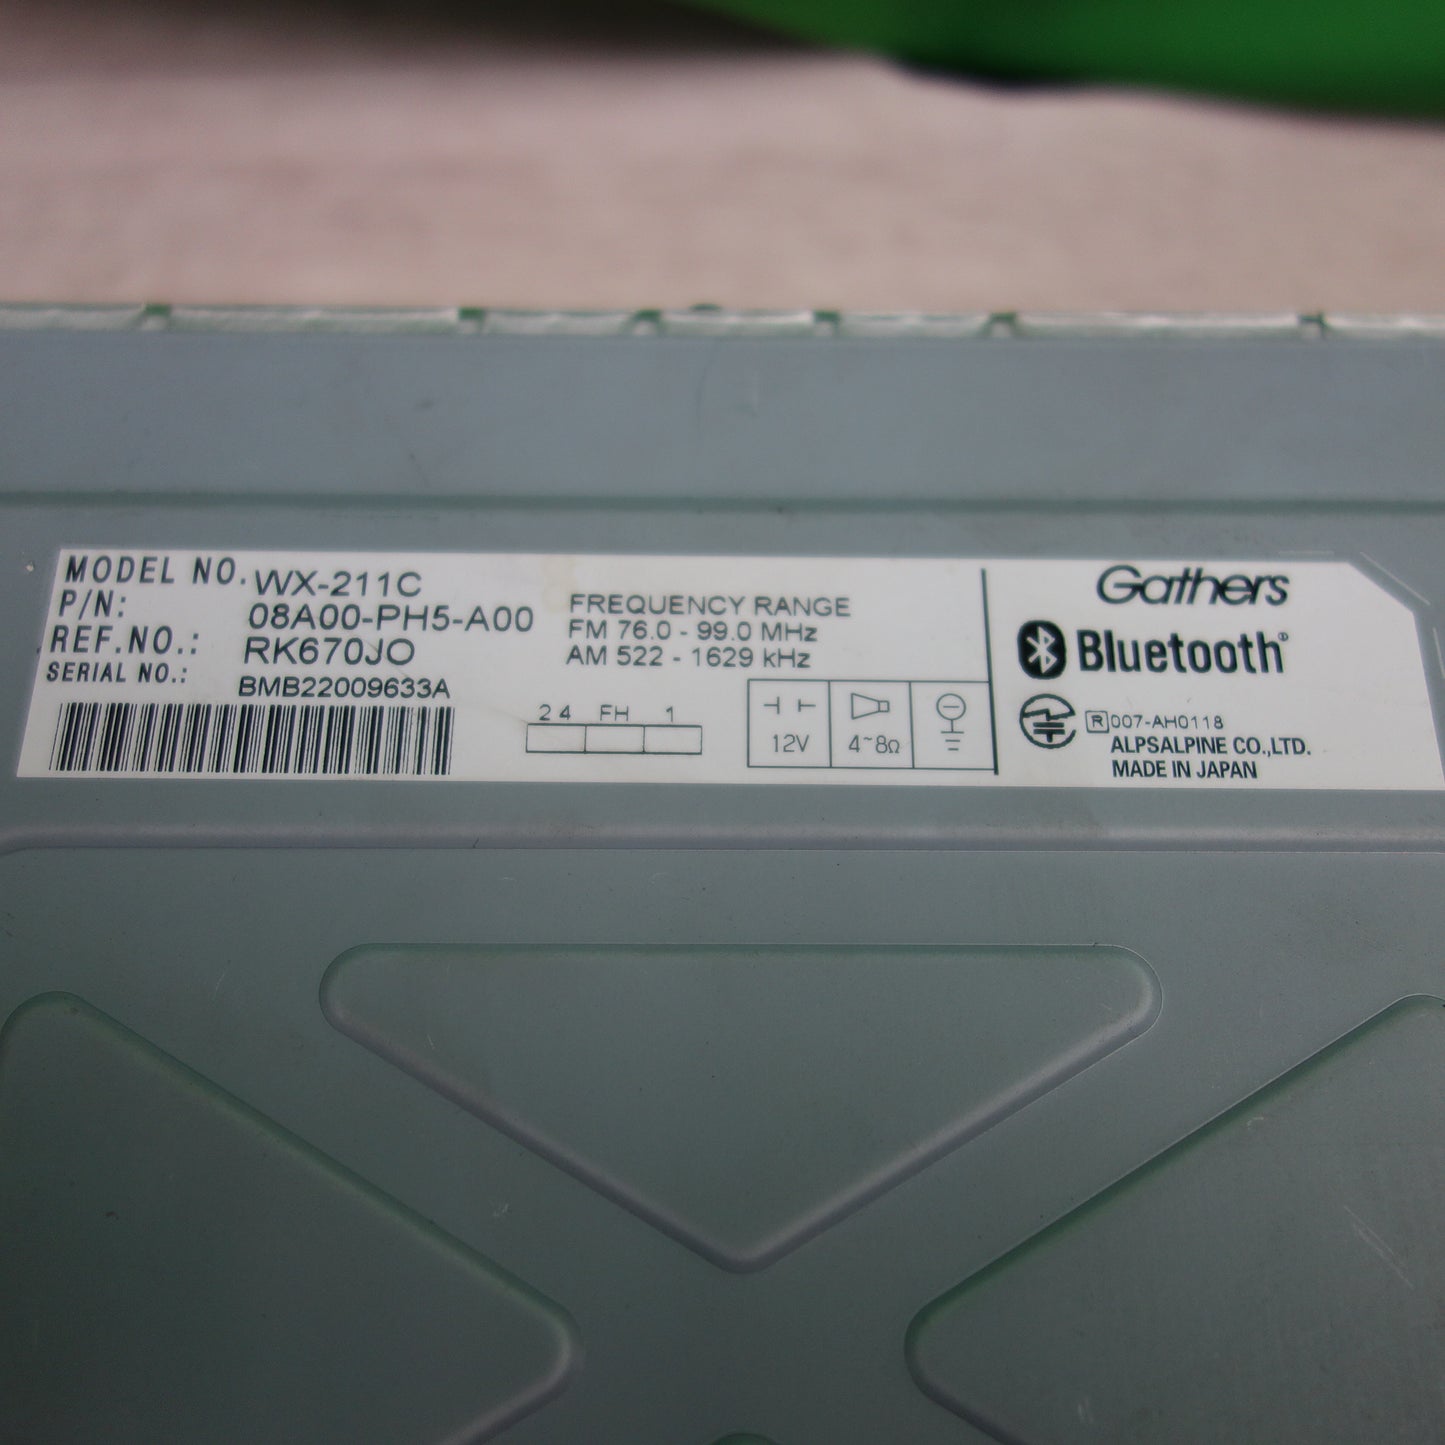 MODEL NO. WX-211C
P/N: 08A00-PH5-A00
REF.NO.: RK670JO
SERIAL NO.: BMB22009633A
FREQUENCY RANGE
FM 76.0 - 99.0 MHz
AM 522 - 1629 kHz
24 FH 1
12V 4~8Ω
Gathers
Bluetooth®
R 007-AH0118
ALPSALPINE CO.,LTD.
MADE IN JAPAN